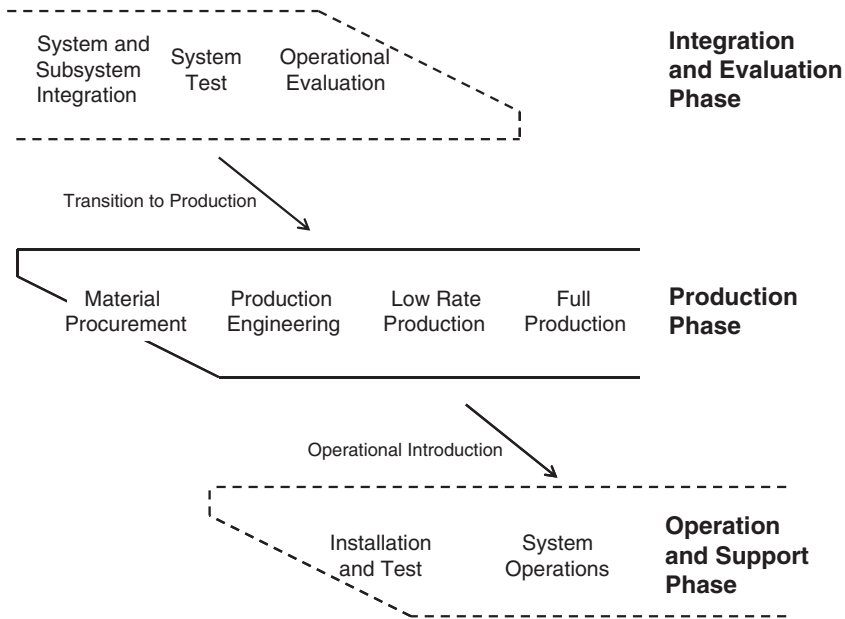 System and
Subsystem
Integration
System
Test
Operational
Evaluation
Integration
and Evaluation
Phase
Transition to Production
Material
Procurement
Production
Engineering
Low Rate
Production
Full
Production
Production
Phase
Operational Introduction
Installation
and Test
System
Operations
Operation
and Support
Phase